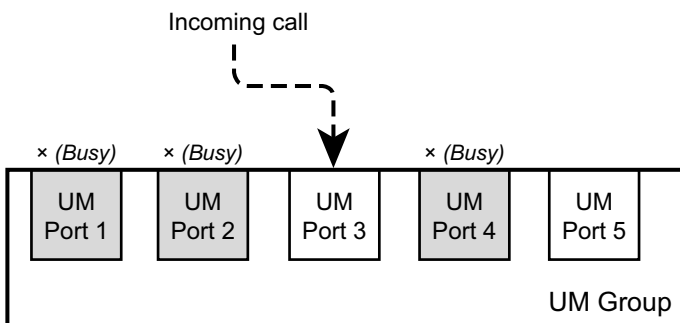 Incoming call
× (Busy)
× (Busy)
× (Busy)
UM
Port 1
UM
Port 2
UM
Port 3
UM
Port 4
UM
Port 5
UM Group